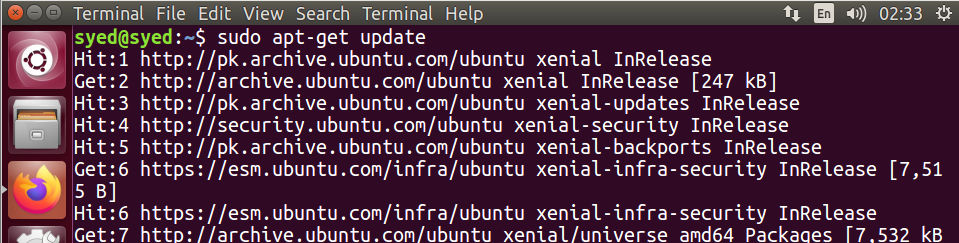 Terminal File Edit View Search Terminal Help En 02:33
syed@syed:~$ sudo apt-get update
Hit:1 http://pk.archive.ubuntu.com/ubuntu xenial InRelease
Get:2 http://archive.ubuntu.com/ubuntu xenial InRelease [247 kB]
Hit:3 http://pk.archive.ubuntu.com/ubuntu xenial-updates InRelease
Hit:4 http://security.ubuntu.com/ubuntu xenial-security InRelease
Hit:5 http://pk.archive.ubuntu.com/ubuntu xenial-backports InRelease
Get:6 https://esm.ubuntu.com/infra/ubuntu xenial-infra-security InRelease [7,51
5 B]
Hit:6 https://esm.ubuntu.com/infra/ubuntu xenial-infra-security InRelease
Get:7 http://archive.ubuntu.com/ubuntu xenial/universe amd64 Packages [7,532 kB